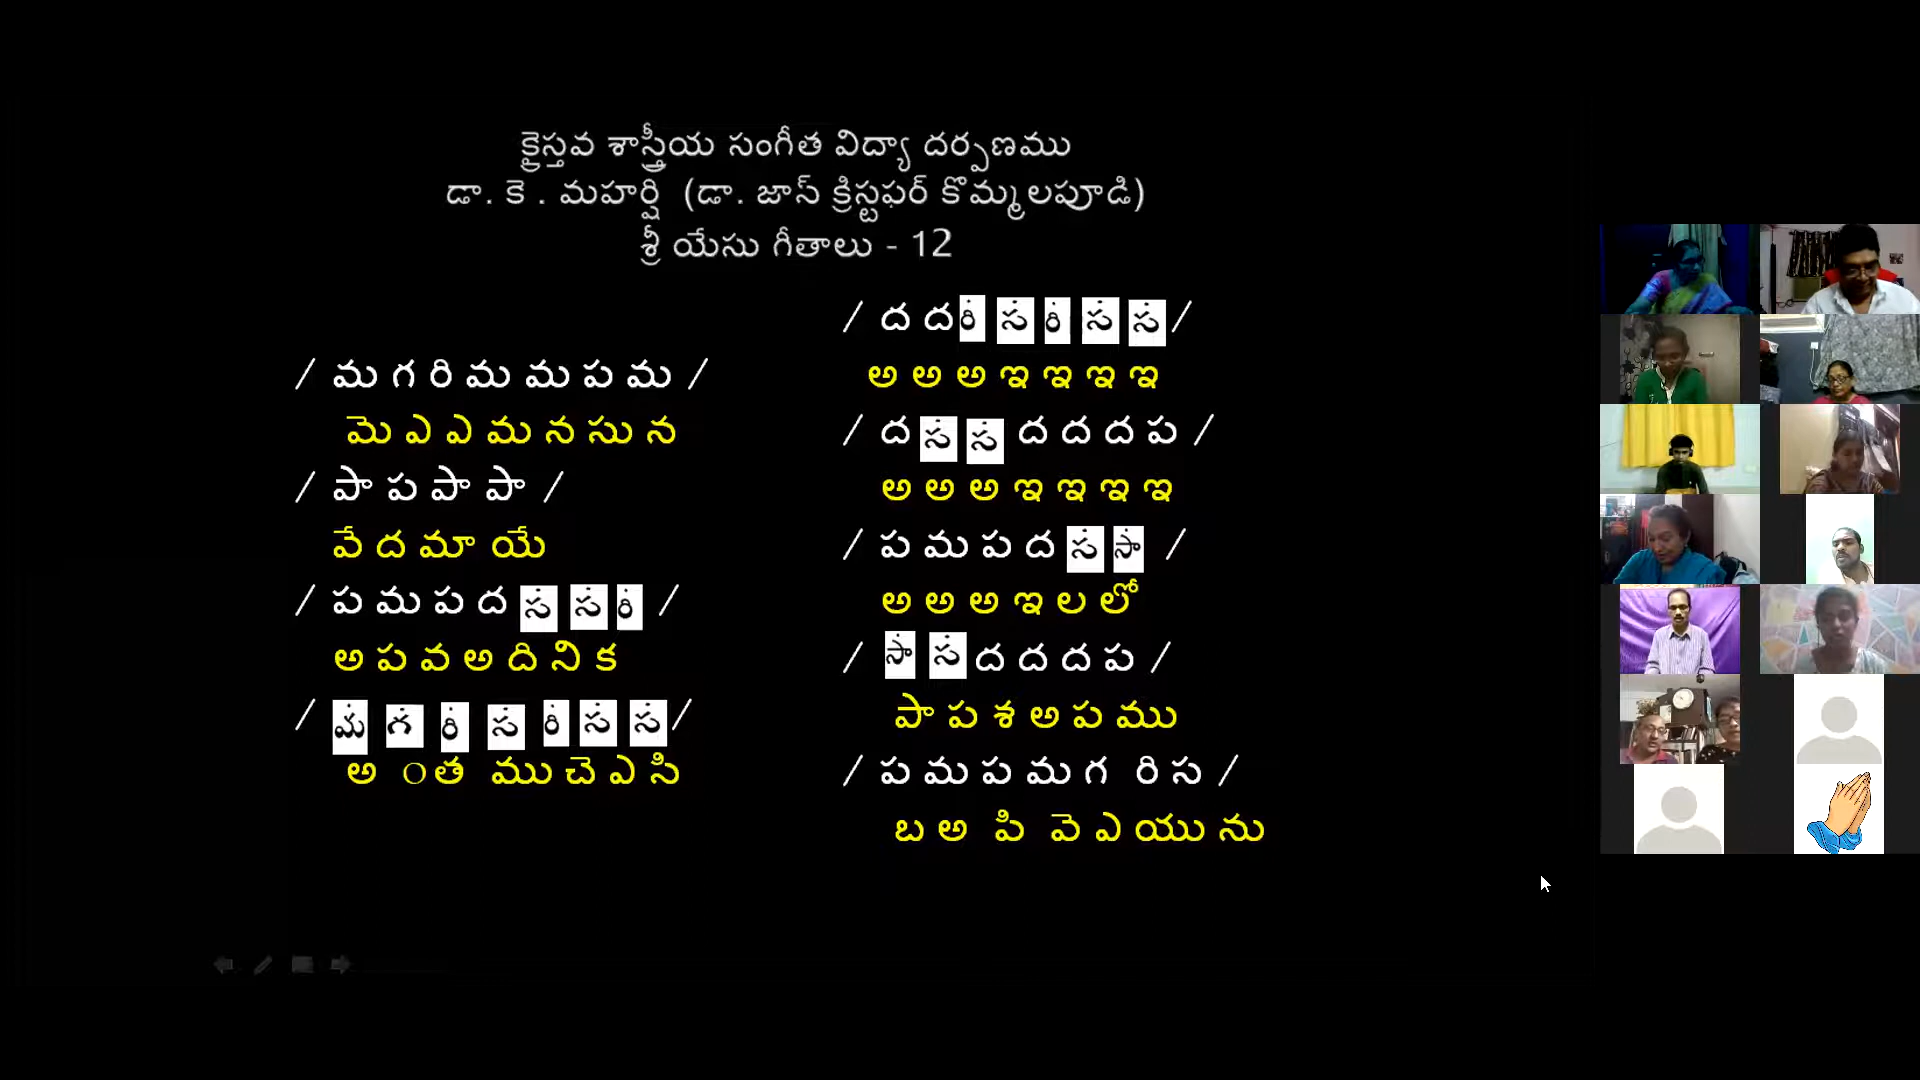 క్రైస్తవ శాస్త్రీయ సంగీత విద్యా దర్పణము
డా. కె . మహర్షి (డా. జాస్ క్రిస్టఫర్ కొమ్మలపూడి)
శ్రీ యేసు గీతాలు - 12
/ మ గ రి మ మ ప మ /
మె ఎ ఎ మ న సు న
/ పా ప పా పా /
వే ద మా యే
/ ప మ ప ద స̇ స̇ రి̇ /
అ ప వ అ ది ని క
/ మ̇ గ̇ రి̇ స̇ రి̇ స̇ స̇ /
అ ంత ము చె ఎ సి
/ ద ద రి̇ స̇ రి̇ స̇ స̇ /
అ అ అ ఇ ఇ ఇ ఇ
/ ద స̇ స̇ ద ద ద ప /
అ అ అ ఇ ఇ ఇ ఇ
/ ప మ ప ద స̇ సా̇ /
అ అ అ ఇ ల లో
/ సా̇ స̇ ద ద ద ప /
పా ప శ అ ప ము
/ ప మ ప మ గ రి స /
బ అ పి వె ఎ యు ను